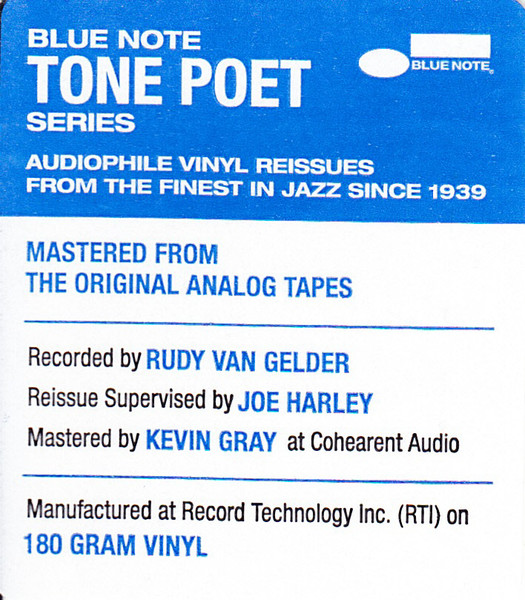 BLUE NOTE
TONE POET
SERIES
BLUE NOTE®
AUDIOPHILE VINYL REISSUES
FROM THE FINEST IN JAZZ SINCE 1939
MASTERED FROM
THE ORIGINAL ANALOG TAPES
Recorded by RUDY VAN GELDER
Reissue Supervised by JOE HARLEY
Mastered by KEVIN GRAY at Cohearent Audio
Manufactured at Record Technology Inc. (RTI) on
180 GRAM VINYL